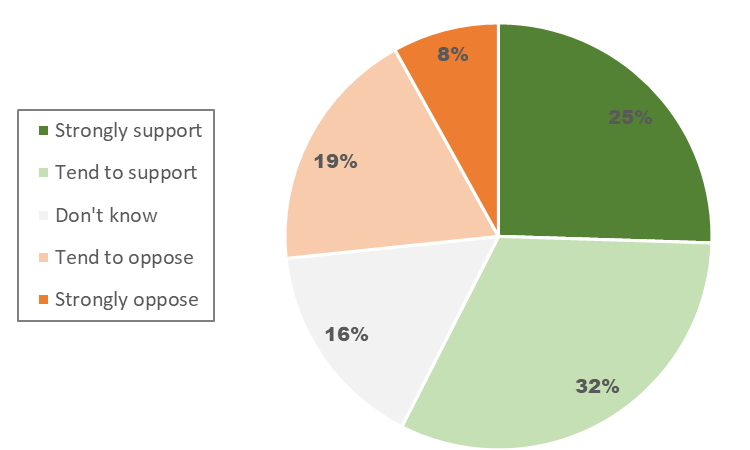 Strongly support
Tend to support
Don't know
Tend to oppose
Strongly oppose
8%
25%
19%
16%
32%